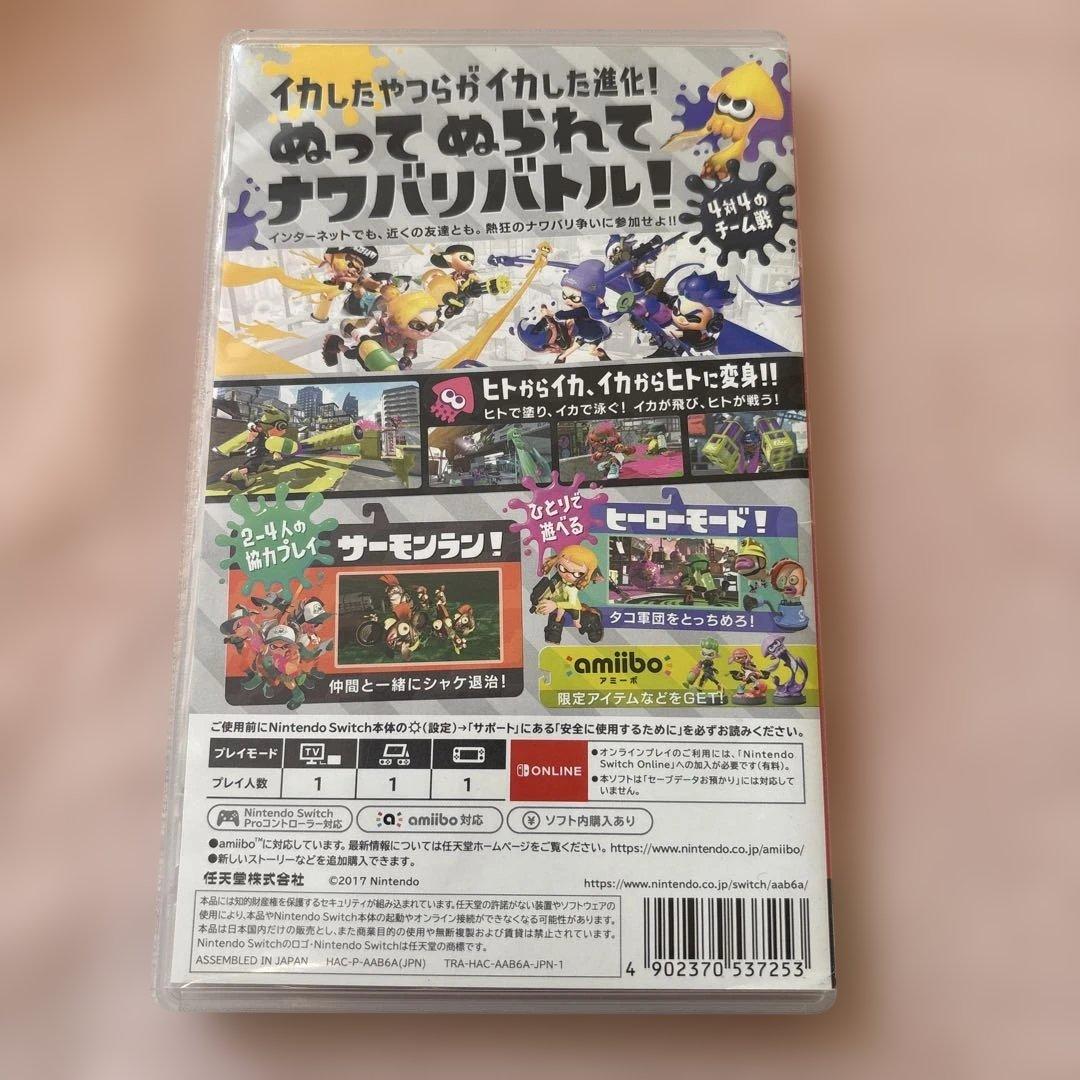 イカしたやつらがイカした進化!
ぬって ぬられて
ナワバリバトル!
インターネットでも、近くの友達とも。熱狂のナワバリ争いに参加せよ!!
4対4の
チーム戦
ヒトからイカ、イカからヒトに変身!!
ヒトで塗り、イカで泳ぐ! イカが飛び、ヒトが戦う!
2-4人の
協力プレイ
サーモンラン!
仲間と一緒にシャケ退治!
ひとりで
遊べる
ヒーローモード!
タコ軍団をとっちめろ!
amiibo
アミーボ
限定アイテムなどをGET!
ご使用前にNintendo Switch本体の(設定)→「サポート」にある「安全に使用するために」を必ずお読みください。
プレイモード TV
プレイ人数 1 1 1
ONLINE
●オンラインプレイのご利用には、「Nintendo
Switch Online」への加入が必要です(有料)。
●本ソフトは「セーブデータお預かり」には対応して
いません。
Nintendo Switch
Proコントローラー対応
amiibo 対応
ソフト内購入あり
●amiibo™に対応しています。最新情報については任天堂ホームページをご覧ください。https://www.nintendo.co.jp/amiibo/
●新しいストーリーなどを追加購入できます。
任天堂株式会社 ©2017 Nintendo https://www.nintendo.co.jp/switch/aab6a/
本品には知的財産権を保護するセキュリティが組み込まれています。任天堂の許諾がない装置やソフトウェアの
使用により、本品やNintendo Switch本体の起動やオンライン接続ができなくなる可能性があります。
本品は日本国内だけの販売とし、また商業目的の使用や無断複製および賃貸は禁止されています。
Nintendo Switchのロゴ・Nintendo Switchは任天堂の商標です。
ASSEMBLED IN JAPAN HAC-P-AAB6A(JPN) TRA-HAC-AAB6A-JPN-1
4 902370 537253